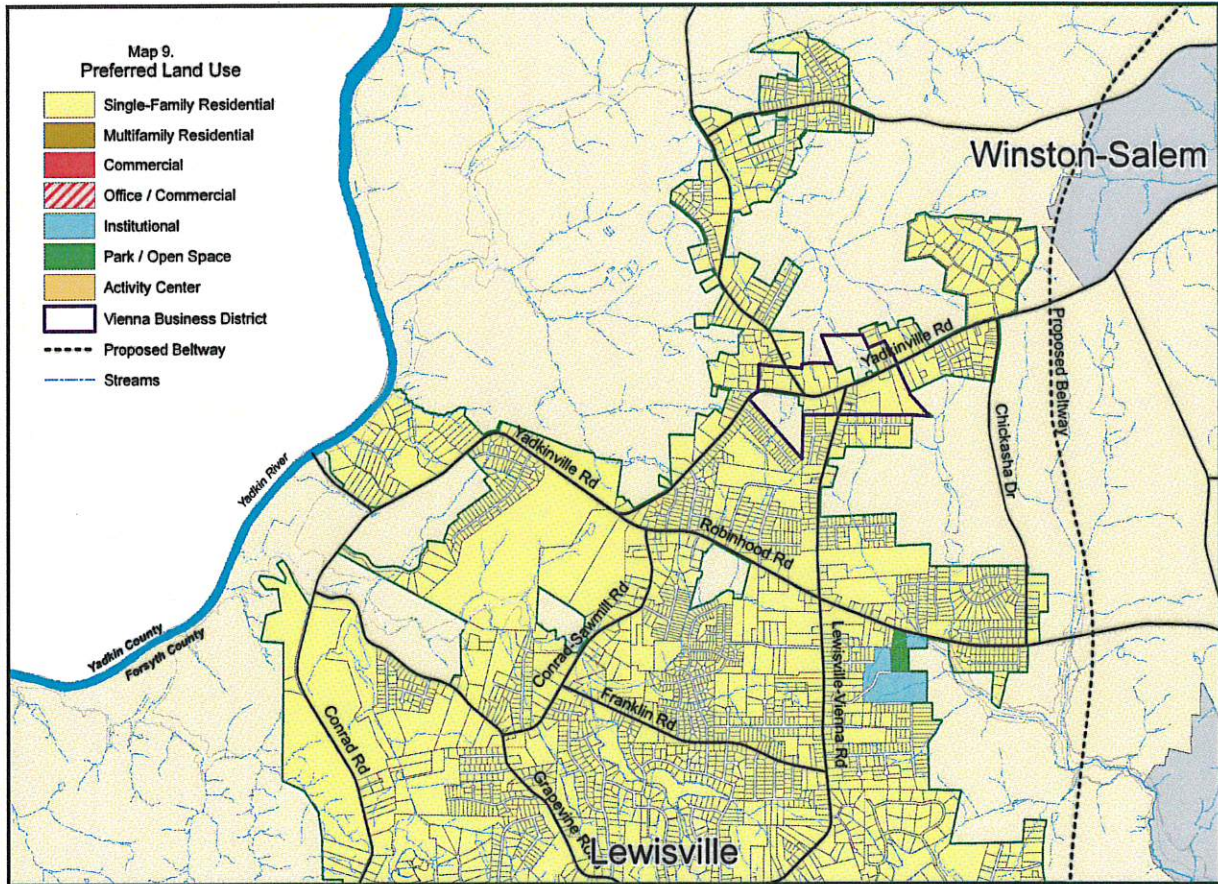 Map 9.
Preferred Land Use
Single-Family Residential
Multifamily Residential
Commercial
Office / Commercial
Institutional
Park / Open Space
Activity Center
Vienna Business District
Proposed Beltway
Streams
Winston-Salem
Yadkinville Rd
Proposed Beltway
Chickasha Dr
Yadkinville Rd
Yadkin River
Robinhood Rd
Conrad-Sawmill Rd
Lewisville-Vienna Rd
Yadkin County
Forsyth County
Franklin Rd
Conrad Rd
Grapevine Rd
Lewisville